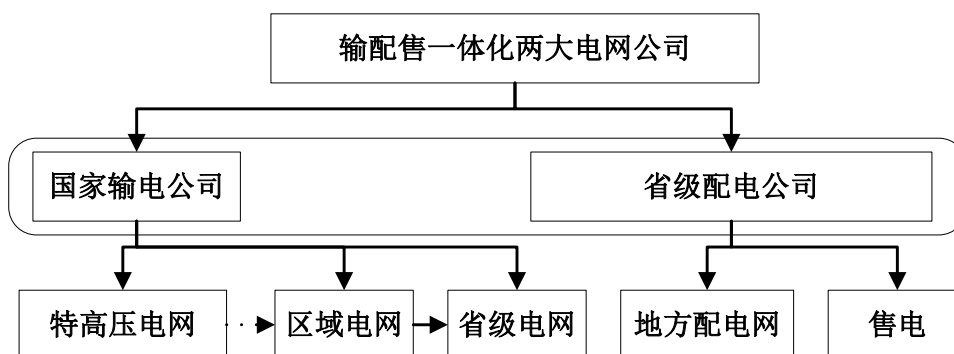 输配售一体化两大电网公司
国家输电公司
省级配电公司
特高压电网
区域电网
省级电网
地方配电网
售电